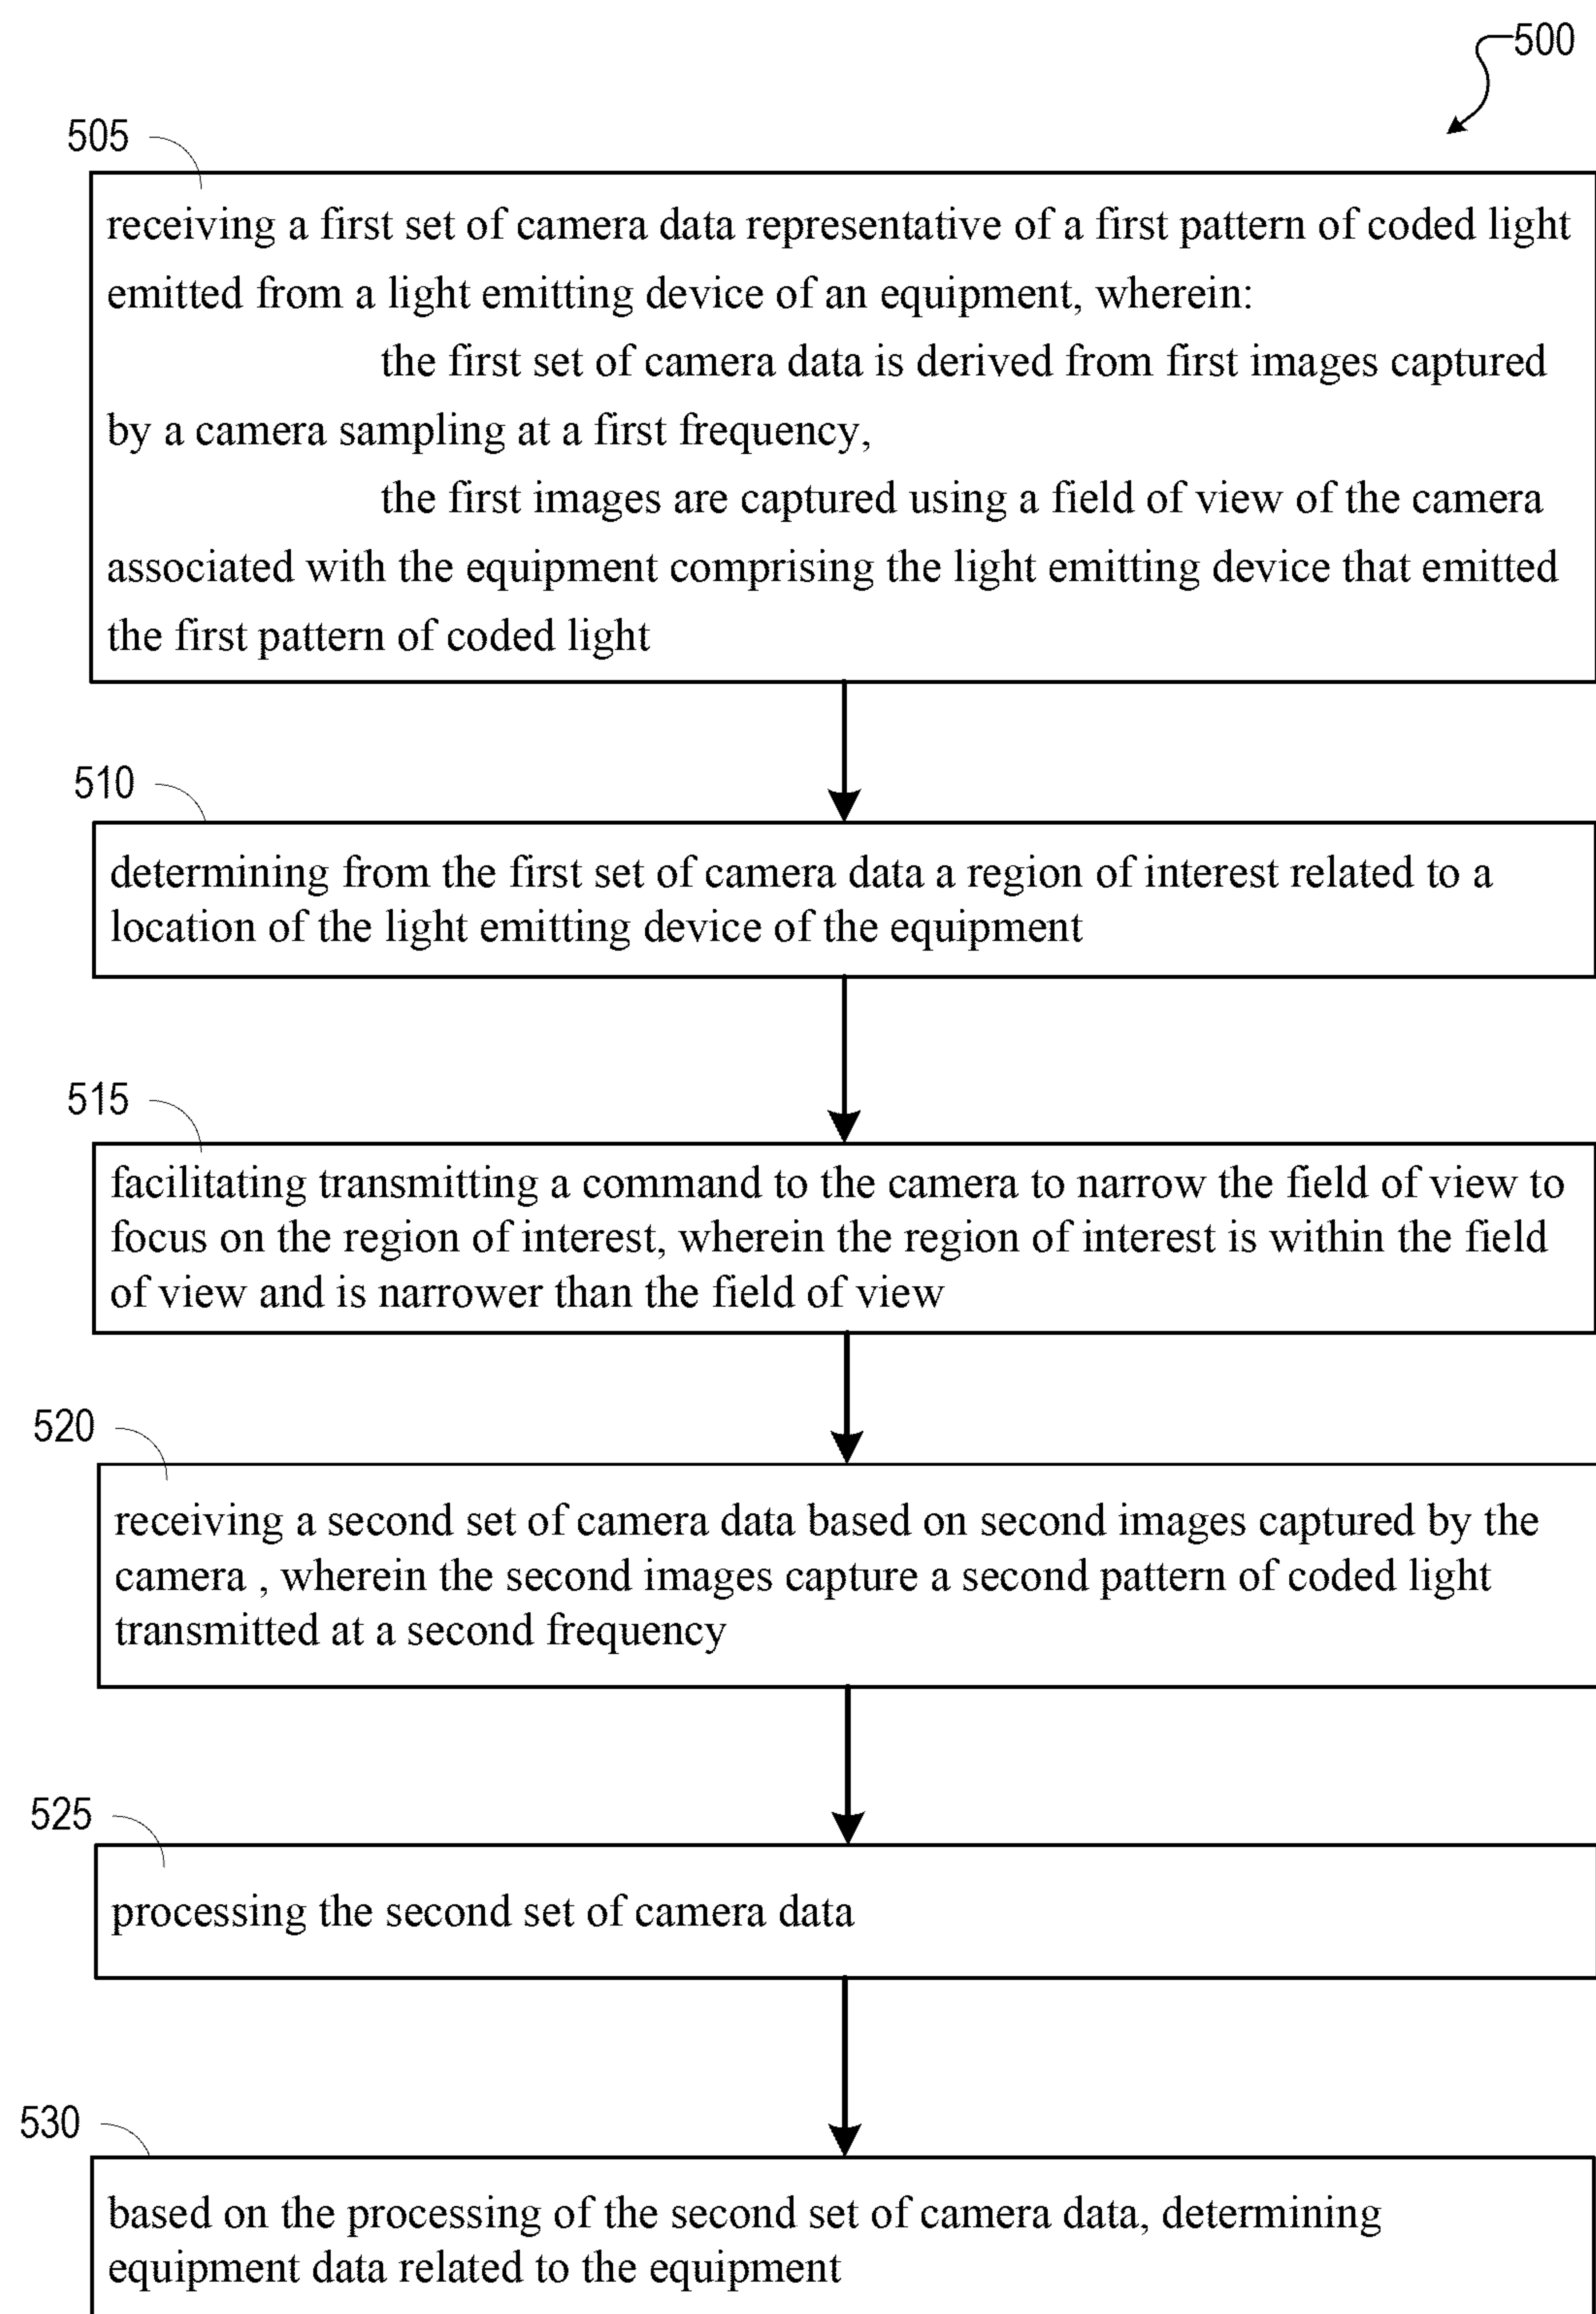 500
505
receiving a first set of camera data representative of a first pattern of coded light
emitted from a light emitting device of an equipment, wherein:
the first set of camera data is derived from first images captured
by a camera sampling at a first frequency,
the first images are captured using a field of view of the camera
associated with the equipment comprising the light emitting device that emitted
the first pattern of coded light
510
determining from the first set of camera data a region of interest related to a
location of the light emitting device of the equipment
515
facilitating transmitting a command to the camera to narrow the field of view to
focus on the region of interest, wherein the region of interest is within the field
of view and is narrower than the field of view
520
receiving a second set of camera data based on second images captured by the
camera , wherein the second images capture a second pattern of coded light
transmitted at a second frequency
525
processing the second set of camera data
530
based on the processing of the second set of camera data, determining
equipment data related to the equipment